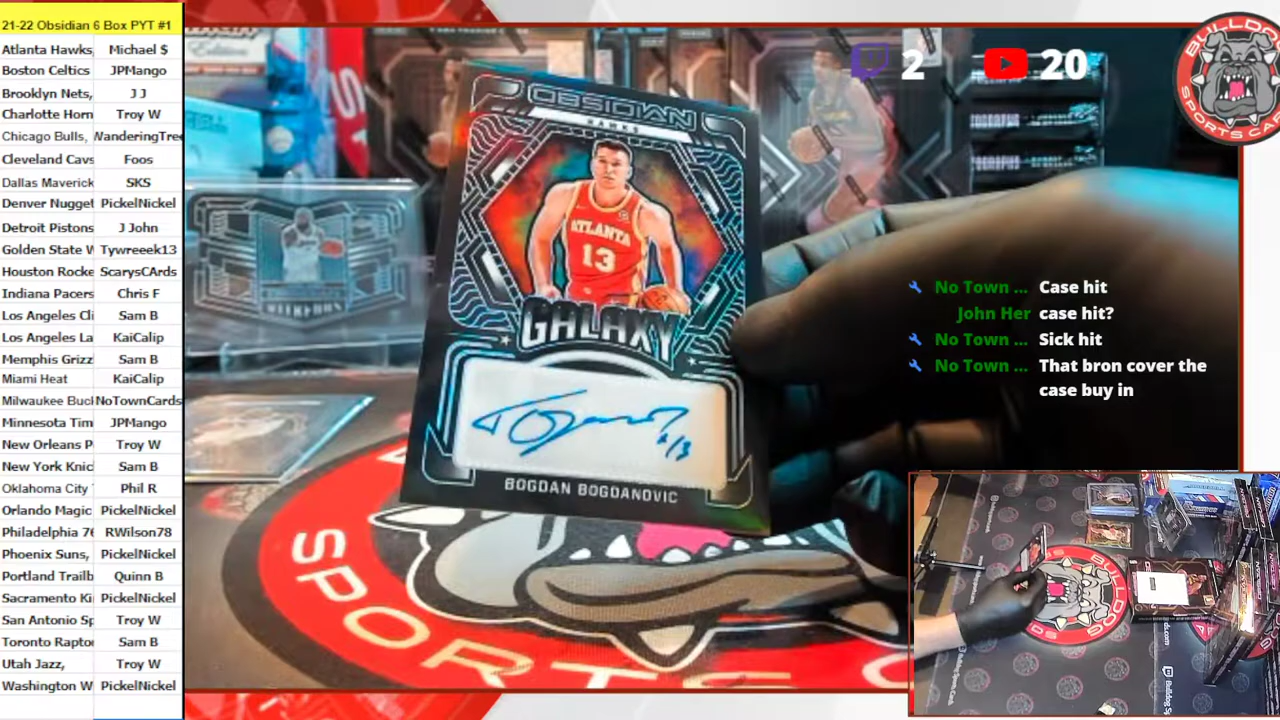 21-22 Obsidian 6 Box PYT #1
Atlanta Hawks, Michael $
Boston Celtics JPMango
Brooklyn Nets, J J
Charlotte Horn Troy W
Chicago Bulls, WanderingTree
Cleveland Cavs Foos
Dallas Maverick SKS
Denver Nugget PickelNickel
Detroit Pistons J John
Golden State W Tywreeek13
Houston Rocke ScarysCArds
Indiana Pacers Chris F
Los Angeles Cli Sam B
Los Angeles La KaiCalip
Memphis Grizz Sam B
Miami Heat KaiCalip
Milwaukee Buck NoTownCards
Minnesota Tim JPMango
New Orleans P Troy W
New York Knic Sam B
Oklahoma City Phil R
Orlando Magic PickelNickel
Philadelphia 76 RWilson78
Phoenix Suns, PickelNickel
Portland Trailb Quinn B
Sacramento Ki PickelNickel
San Antonio Sp Troy W
Toronto Raptor Sam B
Utah Jazz, Troy W
Washington W PickelNickel
2 20
BULLDOG
SPORTS CA
OBSIDIAN
HAWKS
ATLANTA
13
GALAXY
BOGDAN BOGDANOVIC
SPORTS C
No Town ... Case hit
John Her case hit?
No Town ... Sick hit
No Town ... That bron cover the
case buy in
BULLDOG